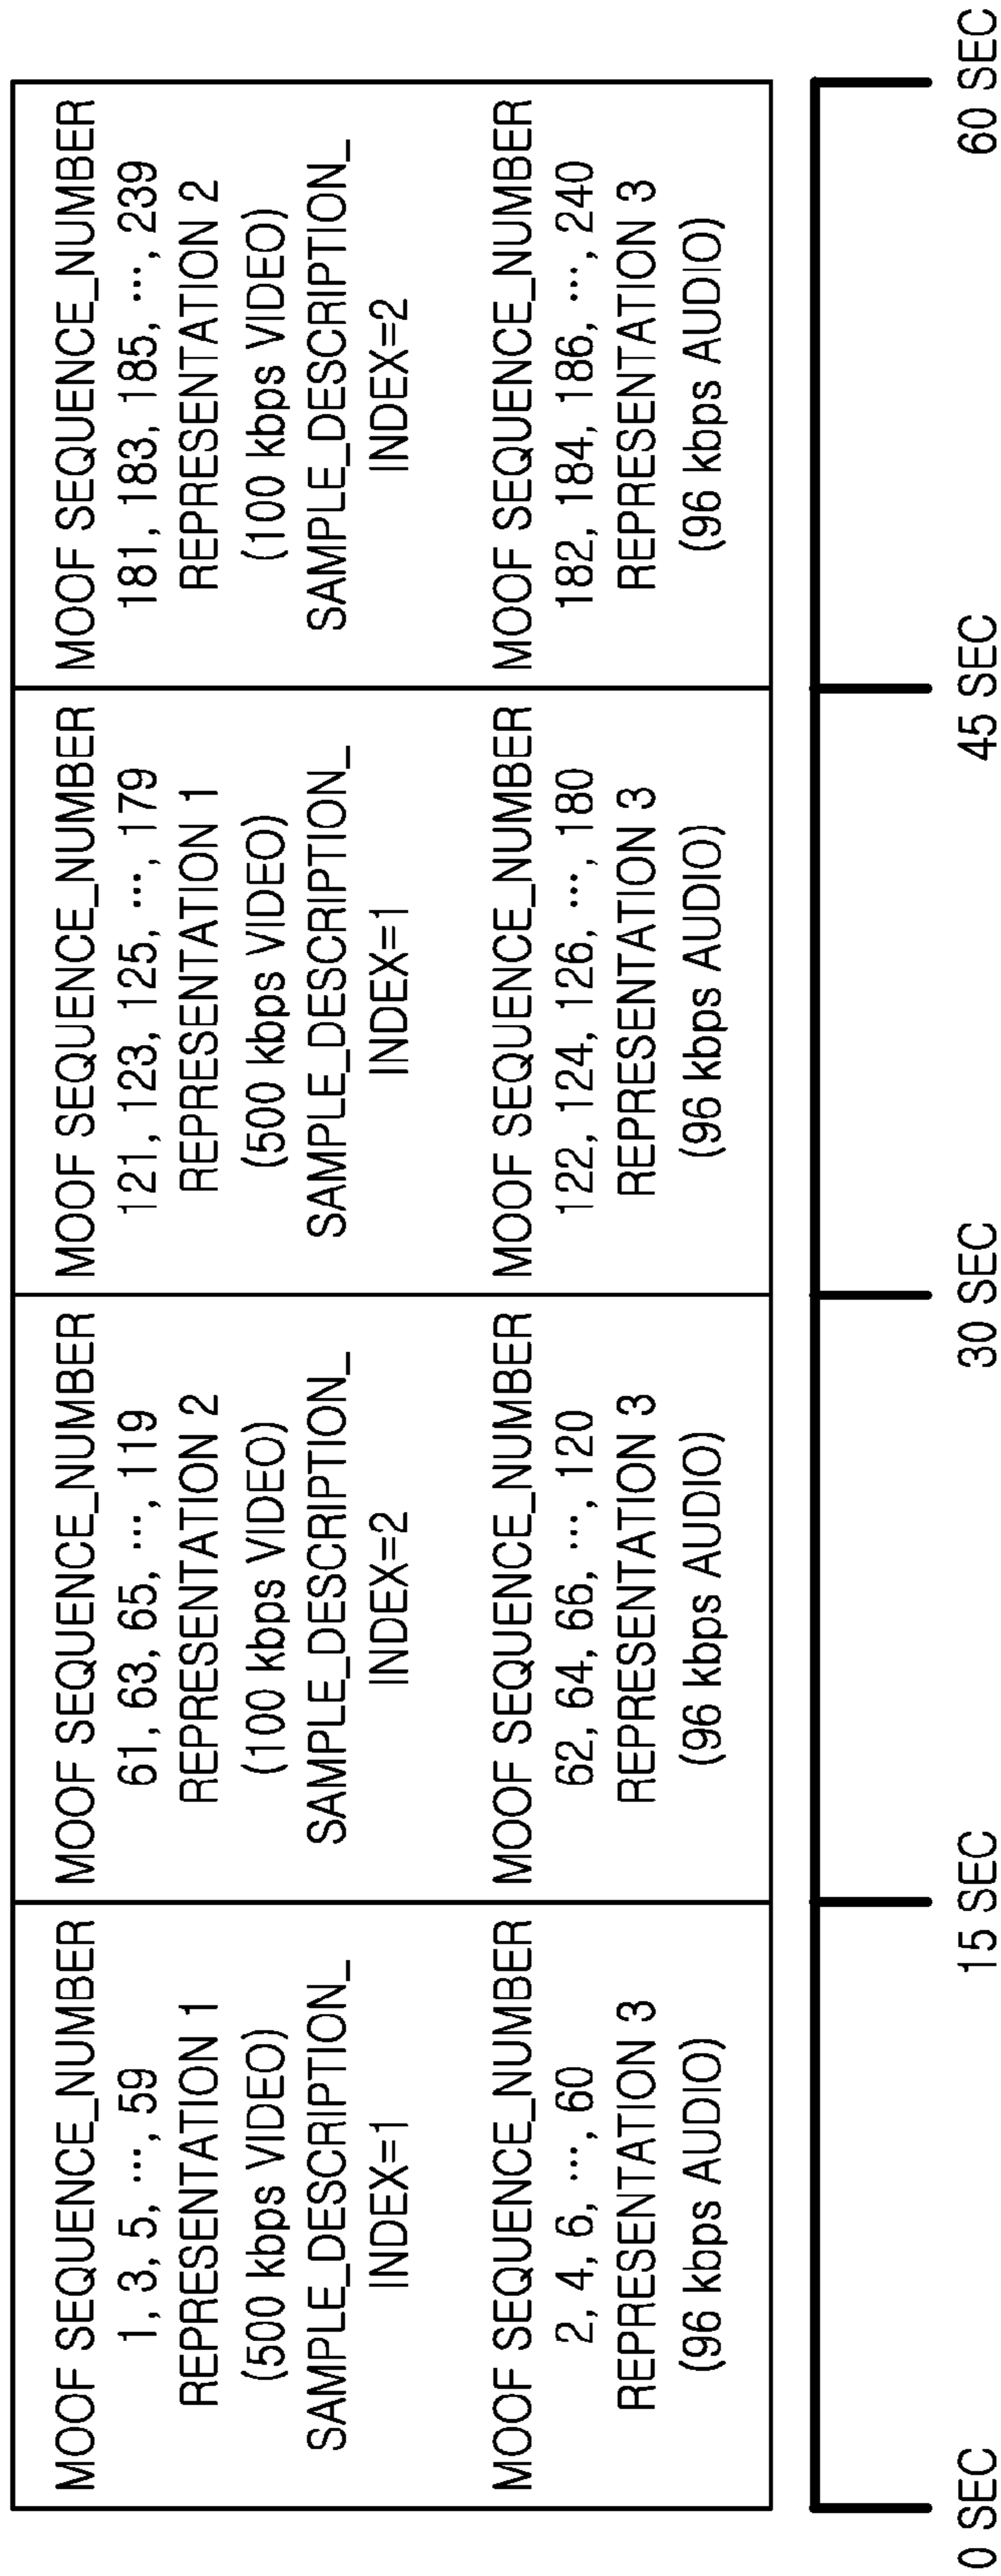 MOOF SEQUENCE_NUMBER
1, 3, 5, ···, 59
REPRESENTATION 1
(500 kbps VIDEO)
SAMPLE_DESCRIPTION_
INDEX=1
MOOF SEQUENCE_NUMBER
2, 4, 6, ···, 60
REPRESENTATION 3
(96 kbps AUDIO)
MOOF SEQUENCE_NUMBER
61, 63, 65, ···, 119
REPRESENTATION 2
(100 kbps VIDEO)
SAMPLE_DESCRIPTION_
INDEX=2
MOOF SEQUENCE_NUMBER
62, 64, 66, ···, 120
REPRESENTATION 3
(96 kbps AUDIO)
MOOF SEQUENCE_NUMBER
121, 123, 125, ···, 179
REPRESENTATION 1
(500 kbps VIDEO)
SAMPLE_DESCRIPTION_
INDEX=1
MOOF SEQUENCE_NUMBER
122, 124, 126, ···, 180
REPRESENTATION 3
(96 kbps AUDIO)
MOOF SEQUENCE_NUMBER
181, 183, 185, ···, 239
REPRESENTATION 2
(100 kbps VIDEO)
SAMPLE_DESCRIPTION_
INDEX=2
MOOF SEQUENCE_NUMBER
182, 184, 186, ···, 240
REPRESENTATION 3
(96 kbps AUDIO)
0 SEC
15 SEC
30 SEC
45 SEC
60 SEC